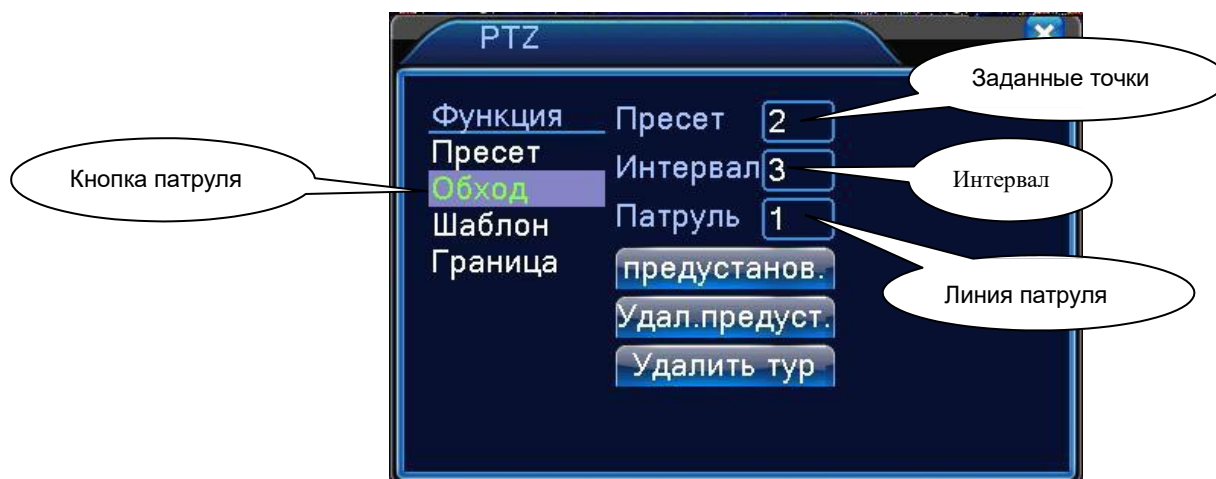 PTZ
Заданные точки
Функция
Пресет 2
Пресет
Интервал 3
Интервал
Кнопка патруля
Обход
Шаблон
Патруль 1
Граница
предустанов.
Линия патруля
Удал.предуст.
Удалить тур